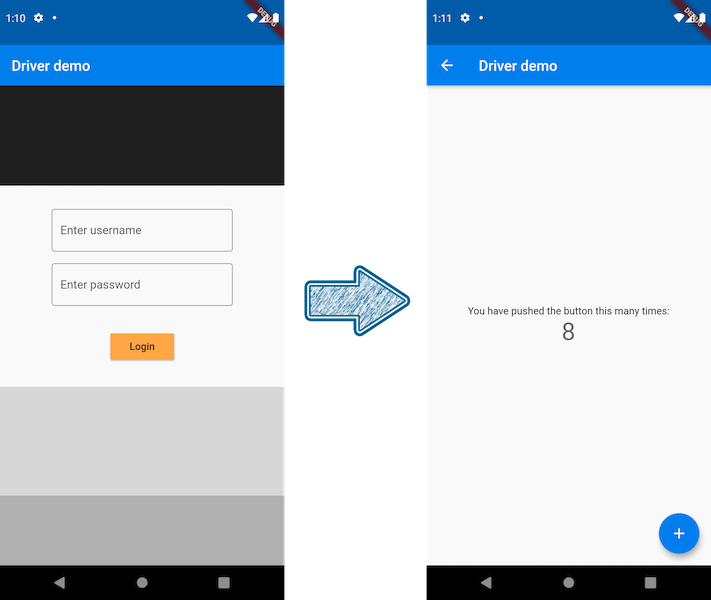 1:10
DEBUG
Driver demo
Enter username
Enter password
Login
1:11
DEBUG
Driver demo
You have pushed the button this many times:
8